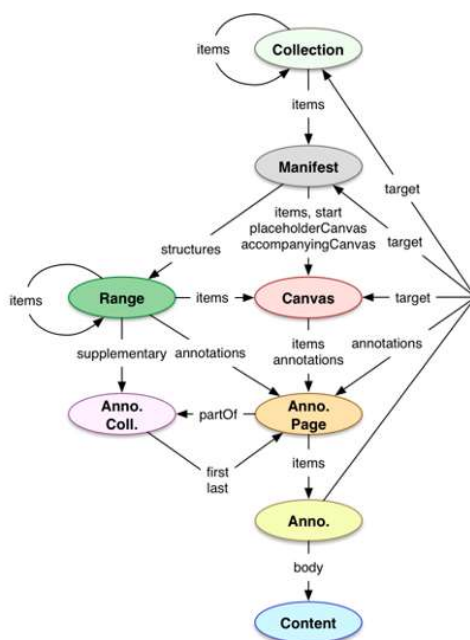 items
Collection
items
Manifest
target
items, start
placeholderCanvas
accompanyingCanvas
target
structures
items
Range
items
Canvas
target
supplementary
annotations
items
annotations
annotations
Anno.
Coll.
partOf
Anno.
Page
first
last
items
Anno.
body
Content